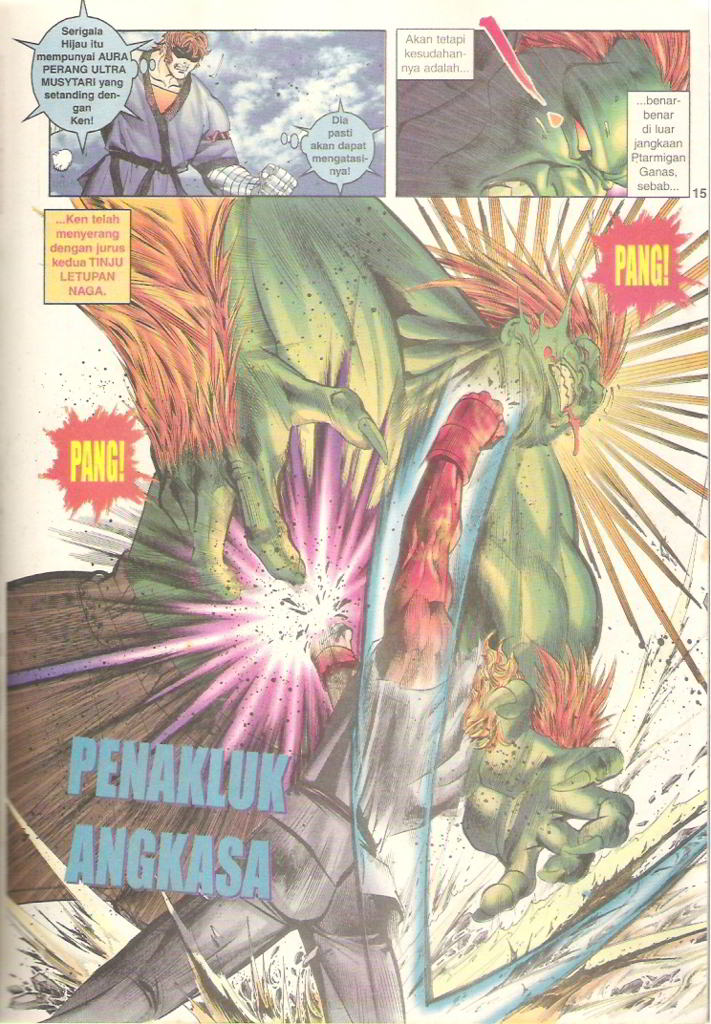 Serigala
Hijau itu
mempunyai AURA
PERANG ULTRA
MUSYTARI yang
setanding den-
gan
Ken!
Dia
pasti
akan dapat
mengatasi-
nya!
Akan tetapi
kesudahan-
nya adalah...
...benar-
benar
di luar
jangkaan
P.tarmigan
Ganas,
sebab...
15
...Ken telah
menyerang
dengan jurus
kedua TINJU
LETUPAN
NAGA.
PANG!
PANG!
PENAKLUK
ANGKASA